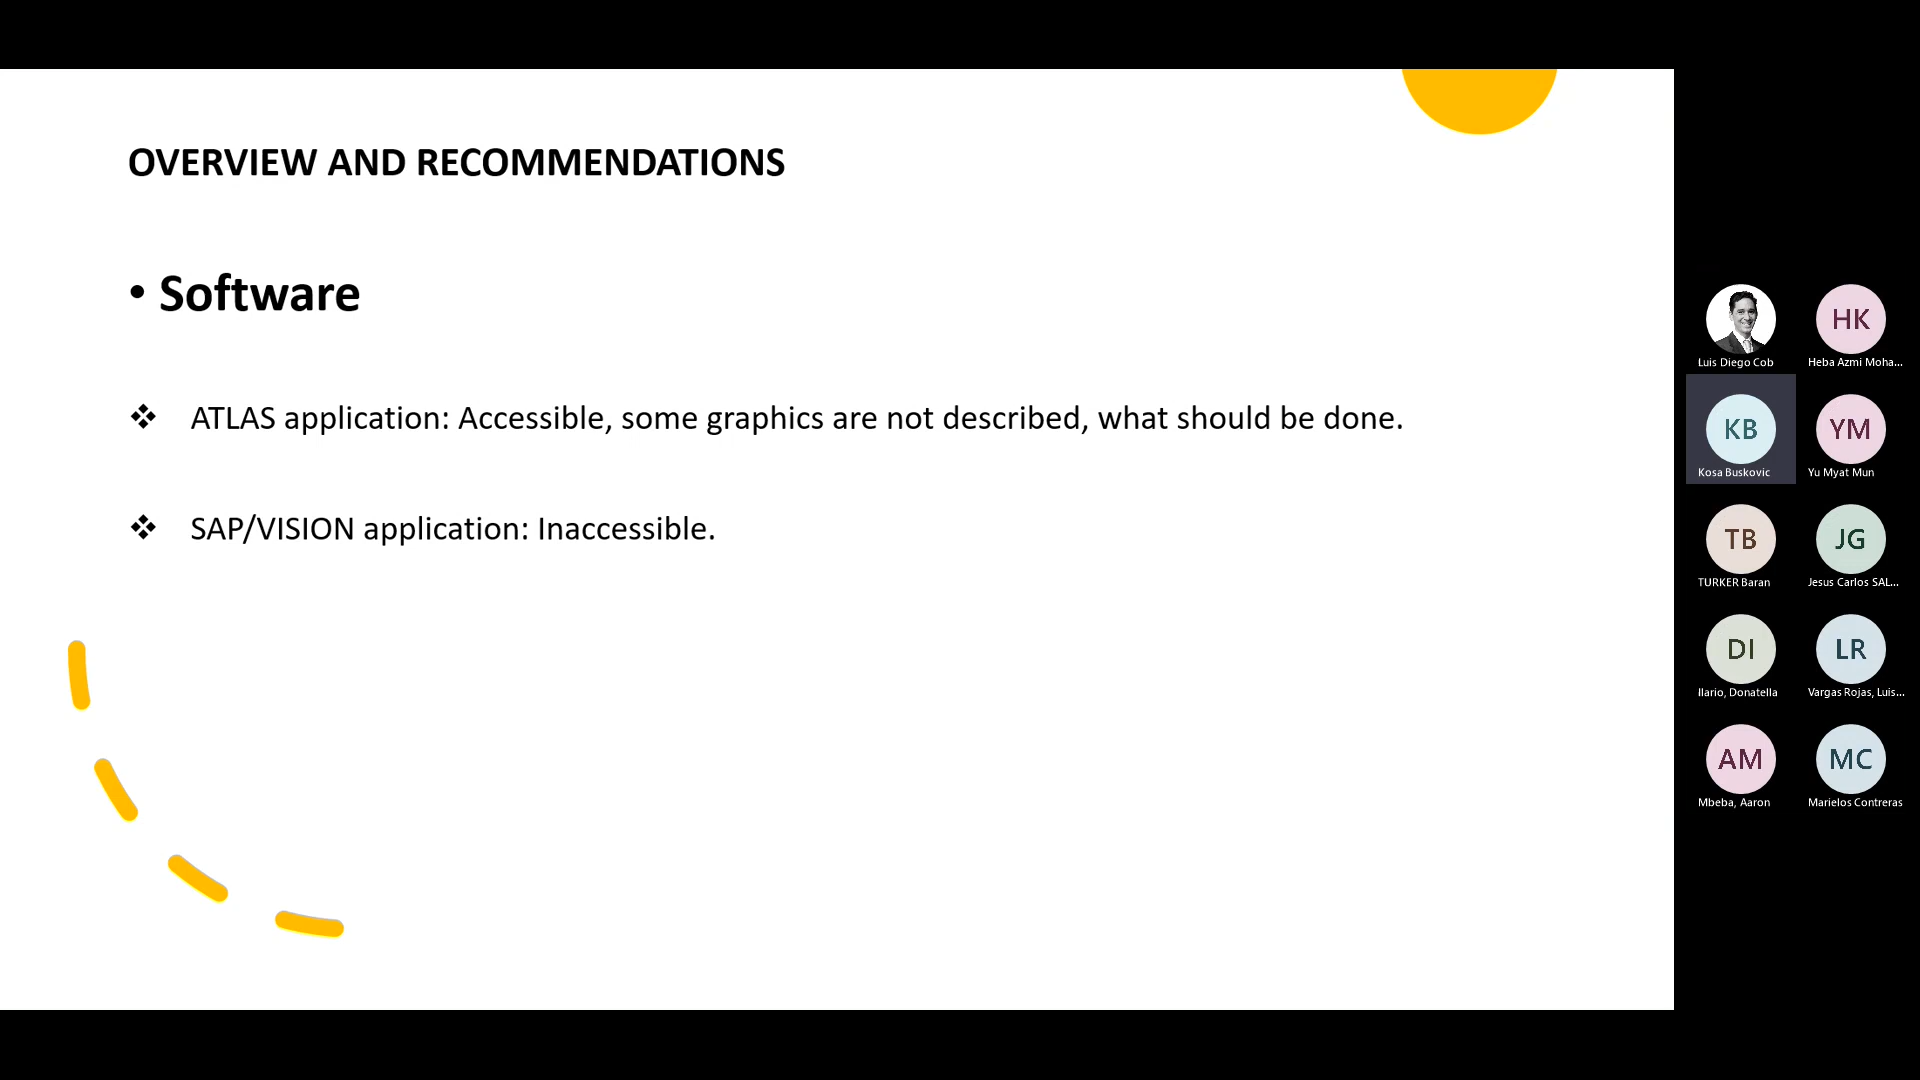 OVERVIEW AND RECOMMENDATIONS
• Software
❖ ATLAS application: Accessible, some graphics are not described, what should be done.
❖ SAP/VISION application: Inaccessible.
HK
Luis Diego Cob
Heba Azmi Moha...
KB
YM
Kosa Buskovic
Yu Myat Mun
TB
JG
TURKER Baran
Jesus Carlos SAL...
DI
LR
Ilario, Donatella
Vargas Rojas, Luis...
AM
MC
Mbeba, Aaron
Marielos Contreras